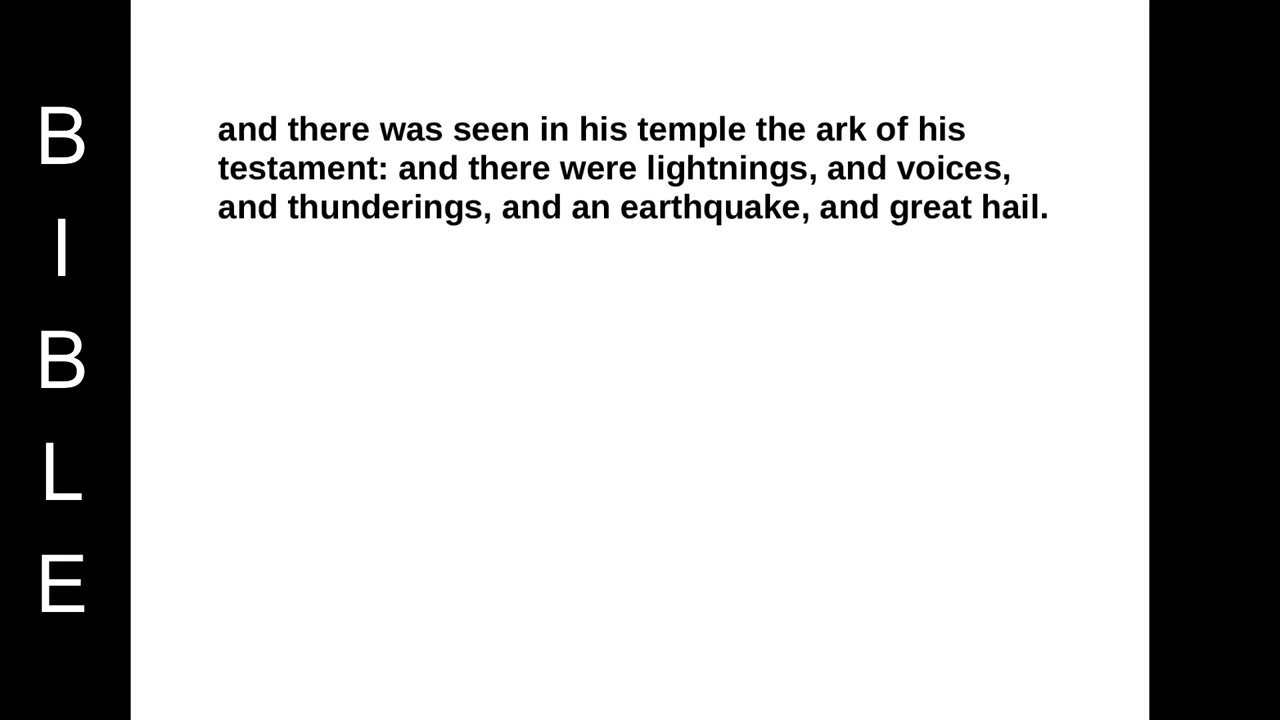 BIBLE
and there was seen in his temple the ark of his
testament: and there were lightnings, and voices,
and thunderings, and an earthquake, and great hail.